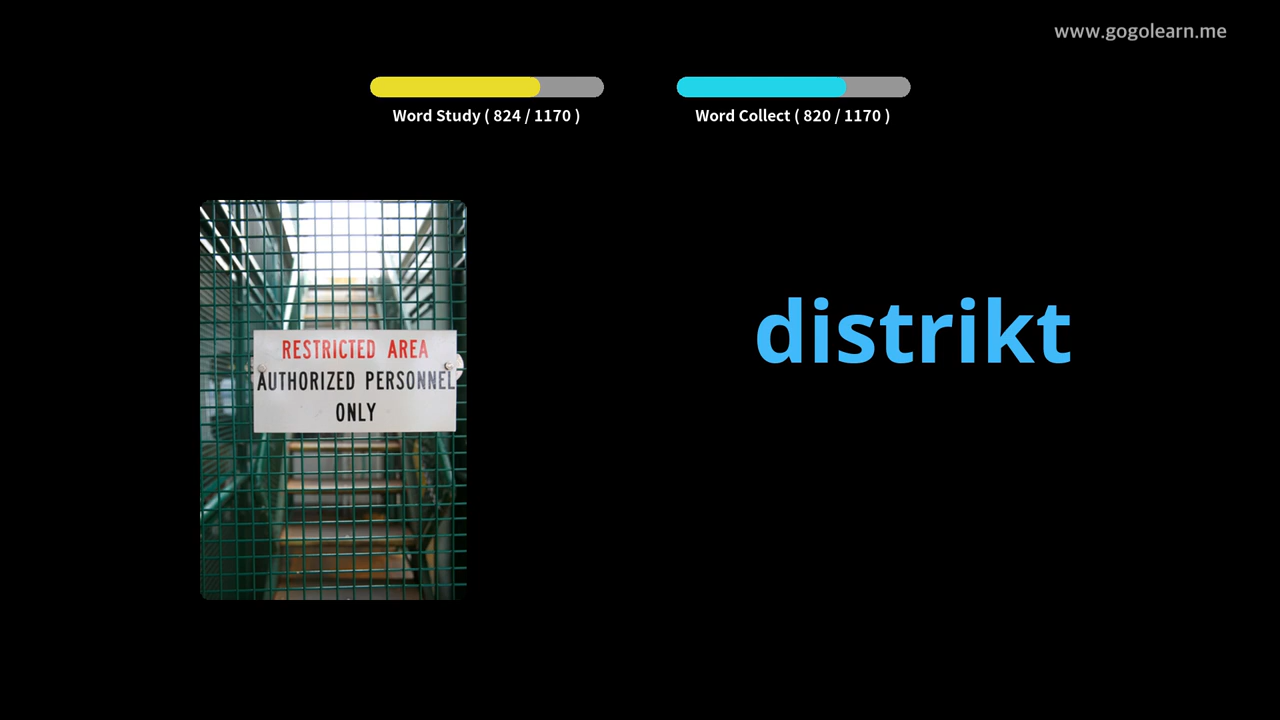 www.gogolearn.me
Word Study ( 824 / 1170 )
Word Collect ( 820 / 1170 )
RESTRICTED AREA
AUTHORIZED PERSONNEL
ONLY
distrikt